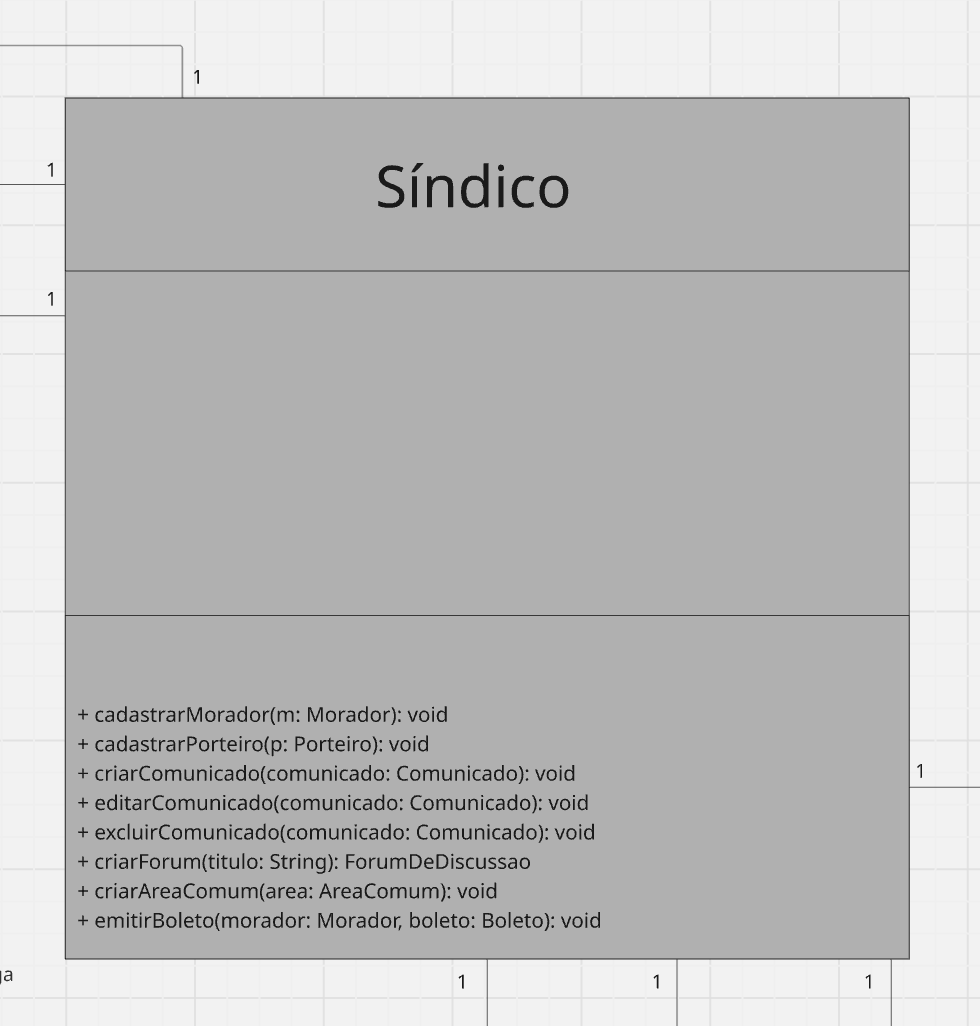 1
1
Síndico
1
+ cadastrarMorador(m: Morador): void
+ cadastrarPorteiro(p: Porteiro): void
+ criarComunicado(comunicado: Comunicado): void
+ editarComunicado(comunicado: Comunicado): void
+ excluirComunicado(comunicado: Comunicado): void
+ criarForum(titulo: String): ForumDeDiscussao
+ criarAreaComum(area: AreaComum): void
+ emitirBoleto(morador: Morador, boleto: Boleto): void
1
1
1
1